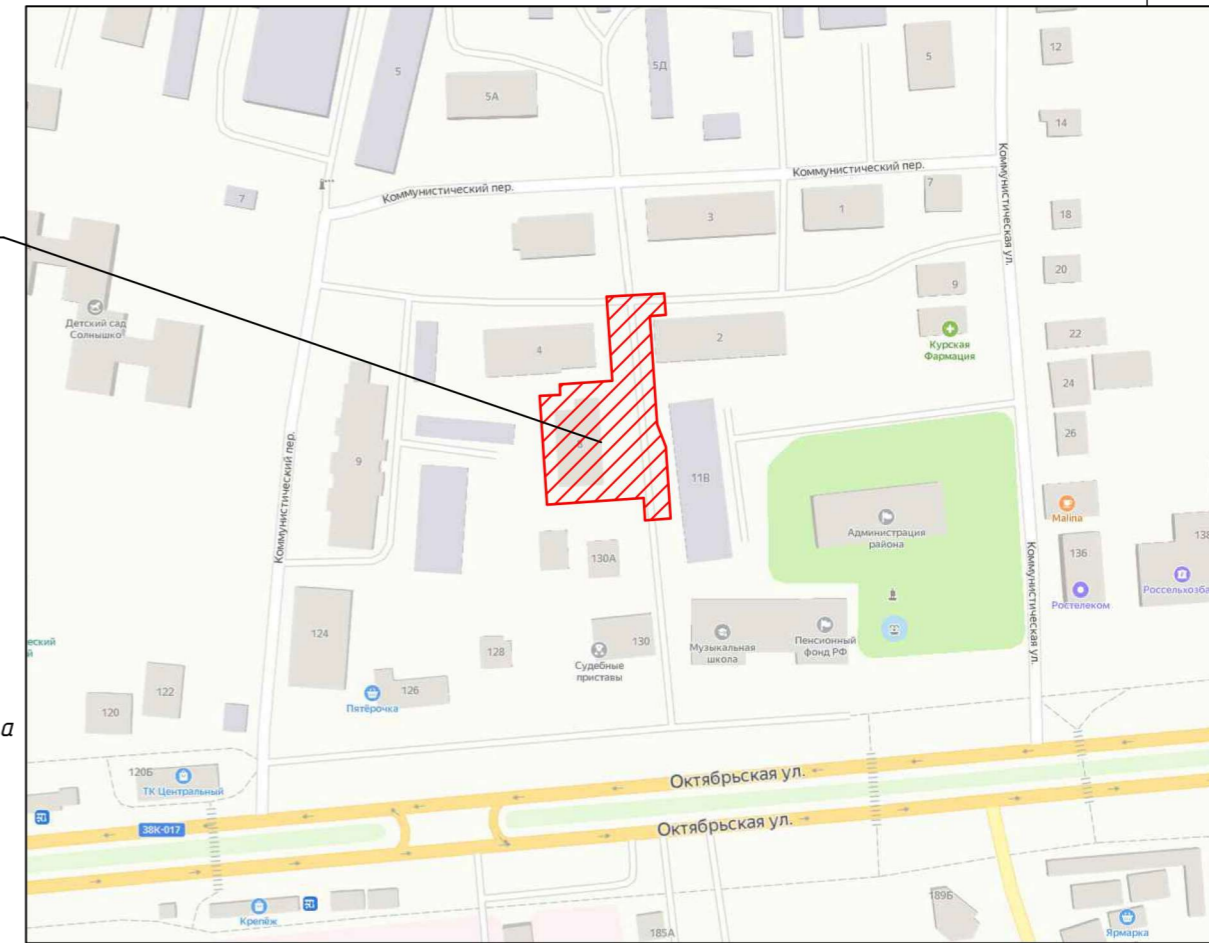 12
5
5Д
5
5А
14
Коммунистический пер.
Коммунистический пер.
Коммунистическая ул.
7
7
3
1
18
20
9
Детский сад
Солнышко
Курская
Фармация
22
4
2
24
26
9
11В
Коммунистический пер.
Администрация
района
Malina
136
138
130А
Ростелеком
Россельхозба
Коммунистическая ул.
124
128
130
Судебные
приставы
Музыкальная
школа
Пенсионный
фонд РФ
еский
й
122
126
120
Пятёрочка
а
120Б
ТК Центральный
Октябрьская ул.
38К-017
Октябрьская ул.
Крепёж
189Б
185А
Ярмарка